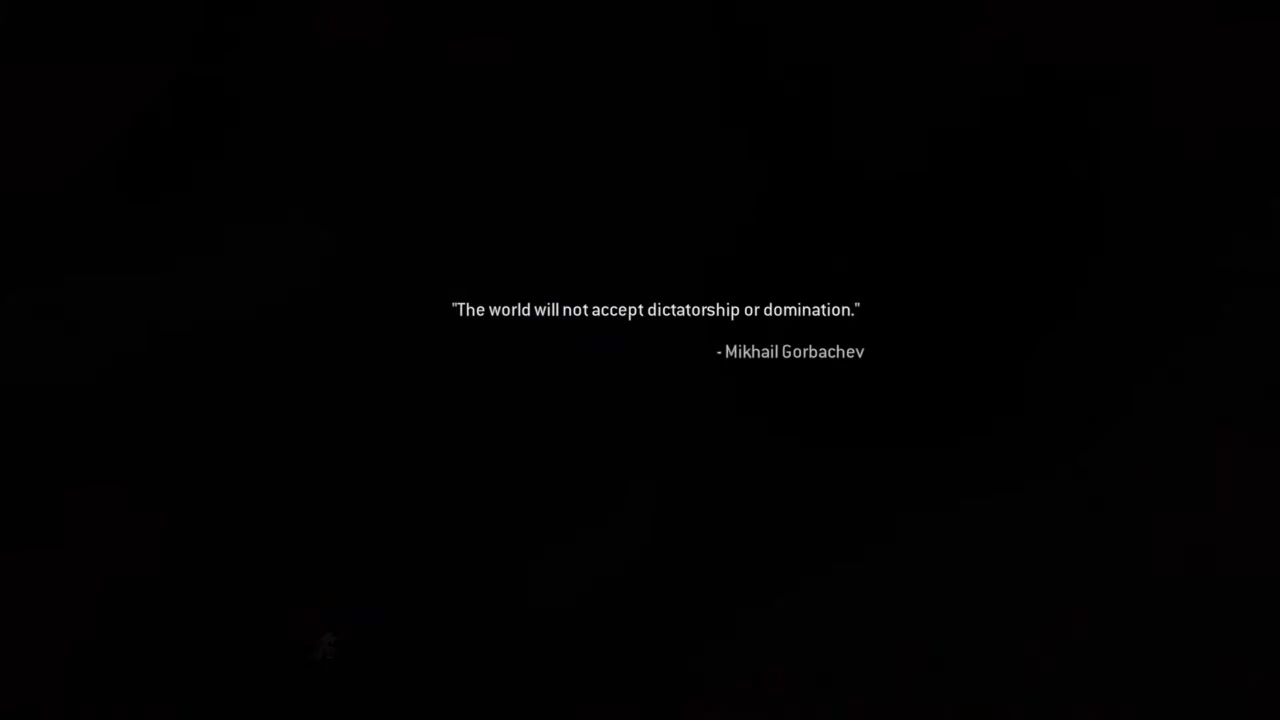 "The world will not accept dictatorship or domination."
- Mikhail Gorbachev